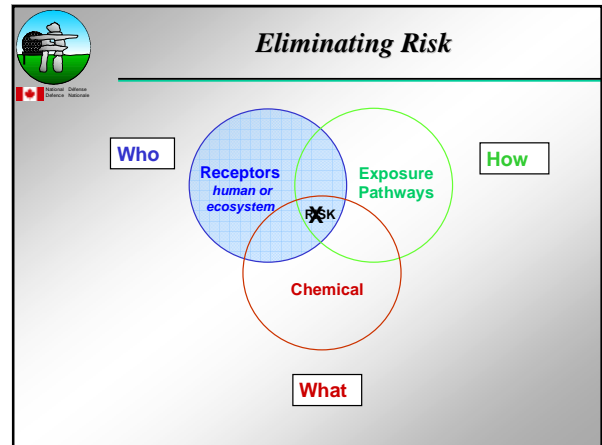 Eliminating Risk
National Défense
Defence Nationale
Who
How
Receptors
human or
ecosystem
Exposure
Pathways
RISK
X
Chemical
What